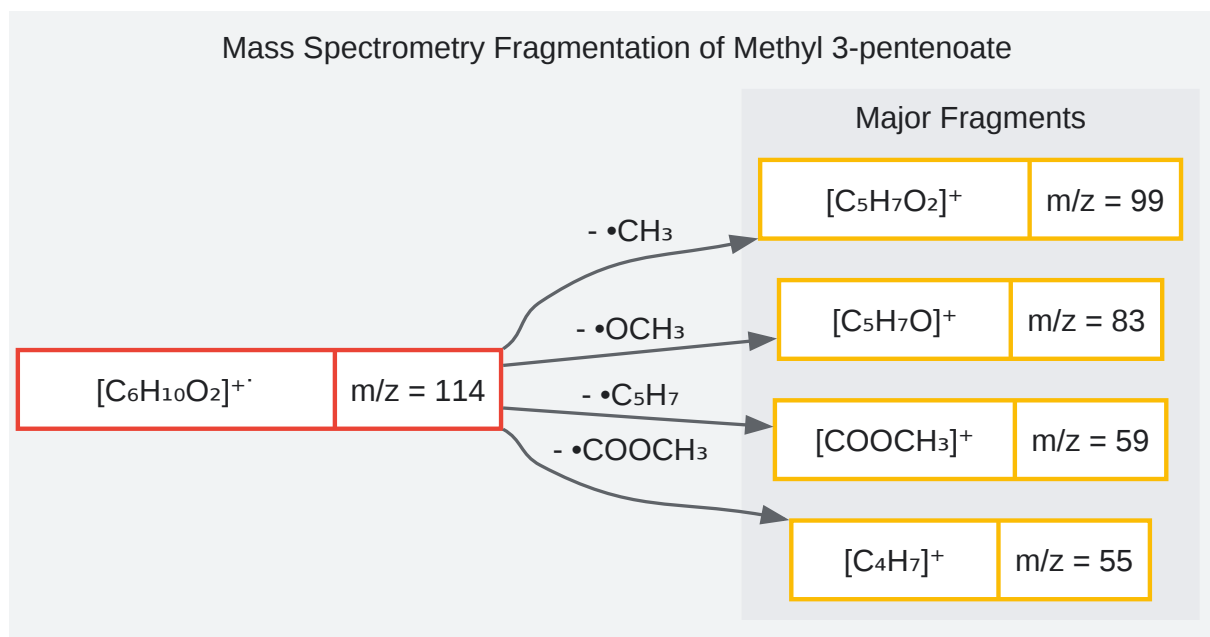 Mass Spectrometry Fragmentation of Methyl 3-pentenoate
Major Fragments
[C₅H₇O₂]⁺ m/z = 99
- •CH₃
[C₅H₇O]⁺ m/z = 83
- •OCH₃
[C₆H₁₀O₂]⁺˙ m/z = 114
- •C₅H₇
[COOCH₃]⁺ m/z = 59
- •COOCH₃
[C₄H₇]⁺ m/z = 55